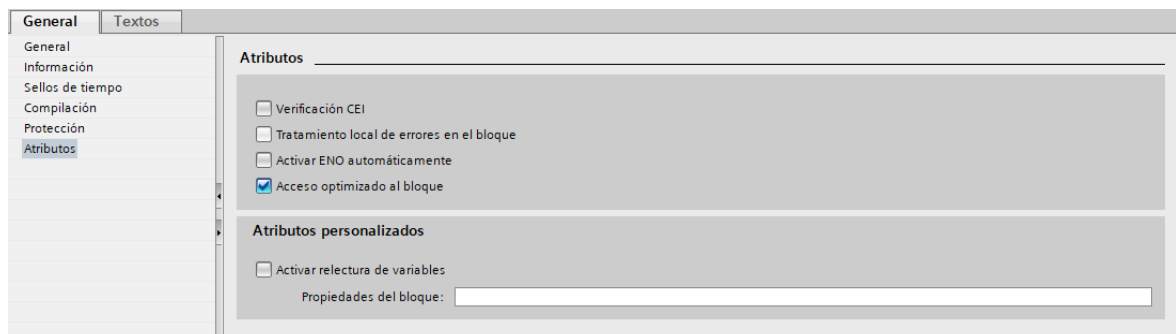 General Textos
General
Información
Sellos de tiempo
Compilación
Protección
Atributos
Atributos
Verificación CEI
Tratamiento local de errores en el bloque
Activar ENO automáticamente
Acceso optimizado al bloque
Atributos personalizados
Activar relectura de variables
Propiedades del bloque: